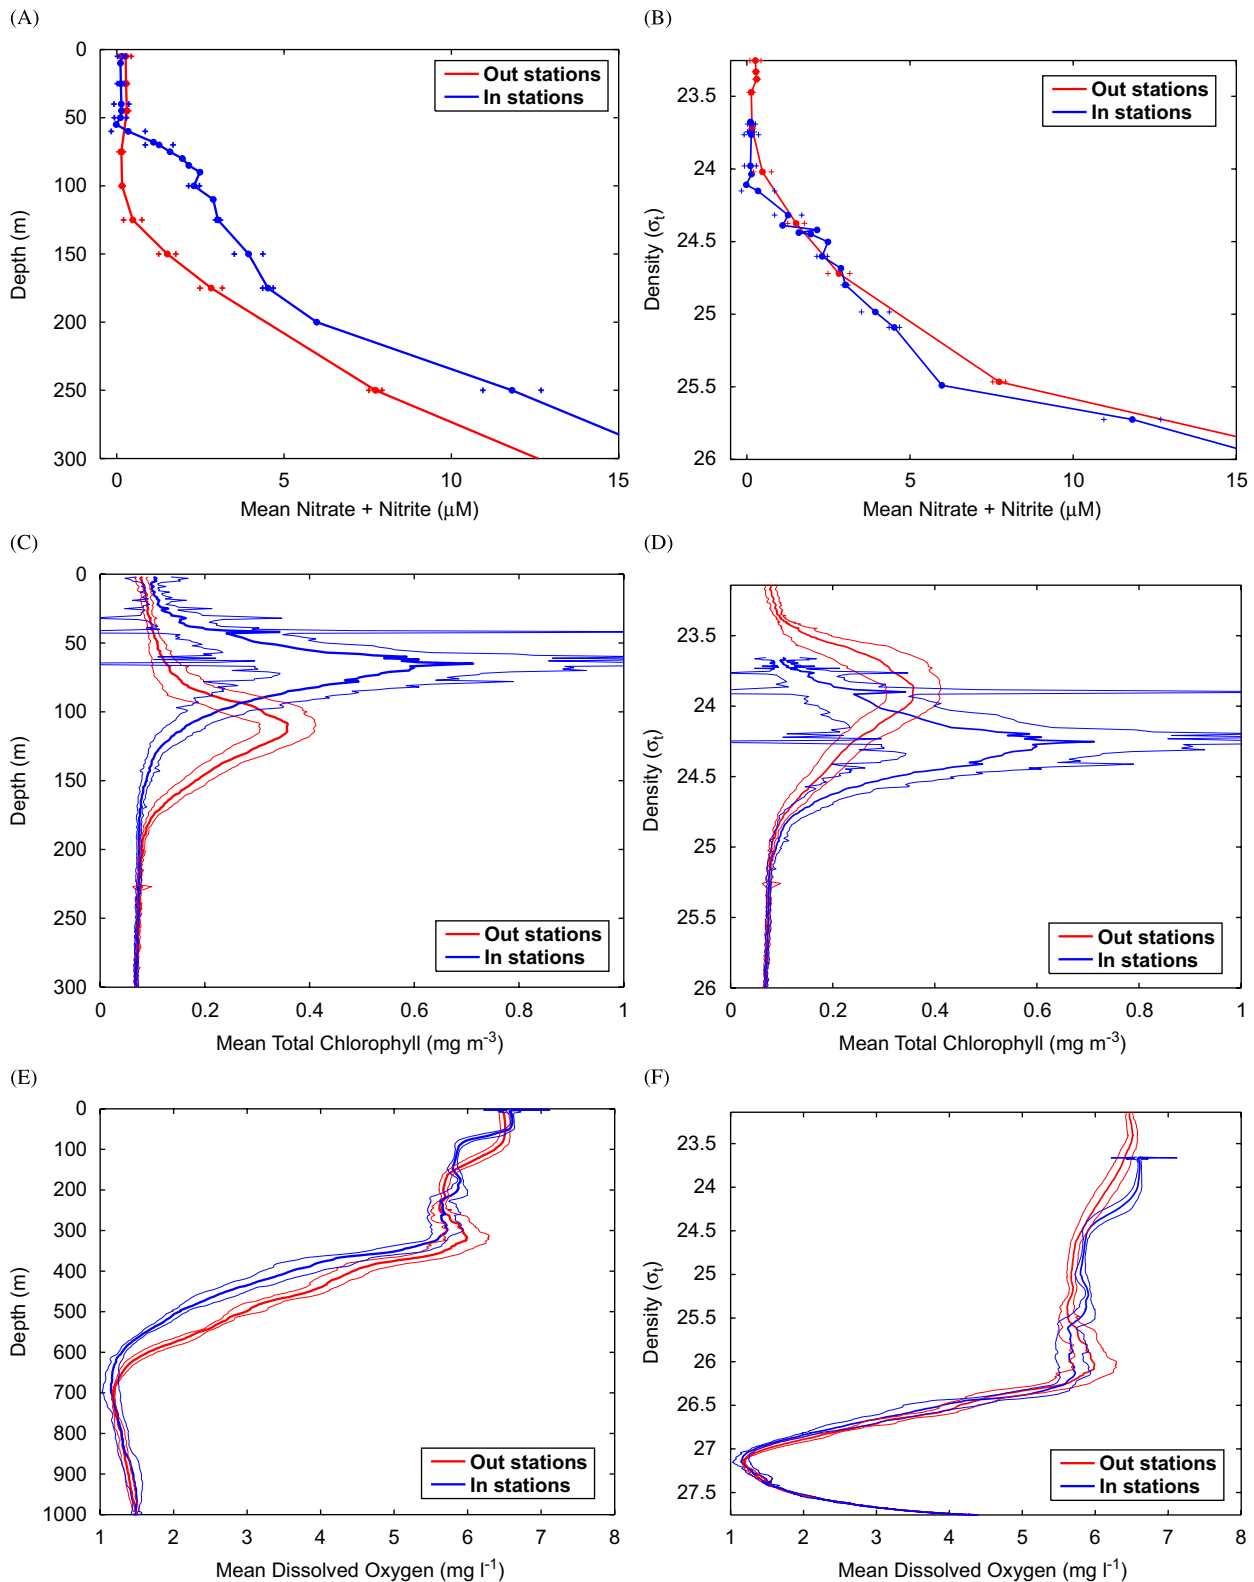 (A)
0
50
100
150
200
250
300
Depth (m)
Out stations
In stations
0
5
10
15
Mean Nitrate + Nitrite (μM)
(B)
23.5
24
24.5
25
25.5
26
Density (σt)
Out stations
In stations
0
5
10
15
Mean Nitrate + Nitrite (μM)
(C)
0
50
100
150
200
250
300
Depth (m)
Out stations
In stations
0
0.2
0.4
0.6
0.8
1
Mean Total Chlorophyll (mg m-3)
(D)
23.5
24
24.5
25
25.5
26
Density (σt)
Out stations
In stations
0
0.2
0.4
0.6
0.8
1
Mean Total Chlorophyll (mg m-3)
(E)
0
100
200
300
400
500
600
700
800
900
1000
Depth (m)
Out stations
In stations
1
2
3
4
5
6
7
8
Mean Dissolved Oxygen (mg l-1)
(F)
23.5
24
24.5
25
25.5
26
26.5
27
27.5
Density (σt)
Out stations
In stations
1
2
3
4
5
6
7
8
Mean Dissolved Oxygen (mg l-1)